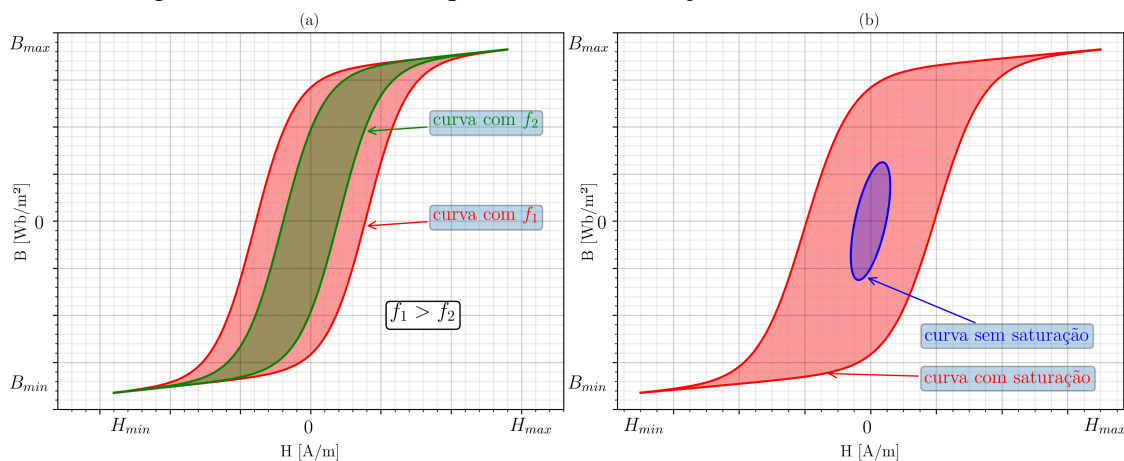 (a)
B_max
curva com f_2
B [Wb/m²]
0
curva com f_1
f_1 > f_2
B_min
H_min
0
H_max
H [A/m]
(b)
B_max
B [Wb/m²]
0
curva sem saturação
curva com saturação
B_min
H_min
0
H_max
H [A/m]